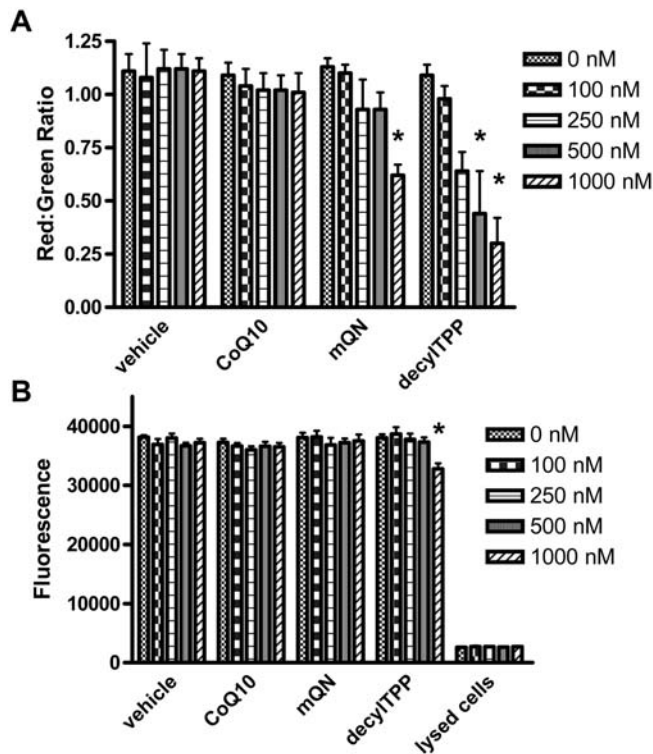 A
Red:Green Ratio
1.25
1.00
0.75
0.50
0.25
0.00
* * *
vehicle CoQ10 mQN decylTPP
0 nM
100 nM
250 nM
500 nM
1000 nM
B
Fluorescence
40000
30000
20000
10000
0
*
vehicle CoQ10 mQN decylTPP lysed cells
0 nM
100 nM
250 nM
500 nM
1000 nM